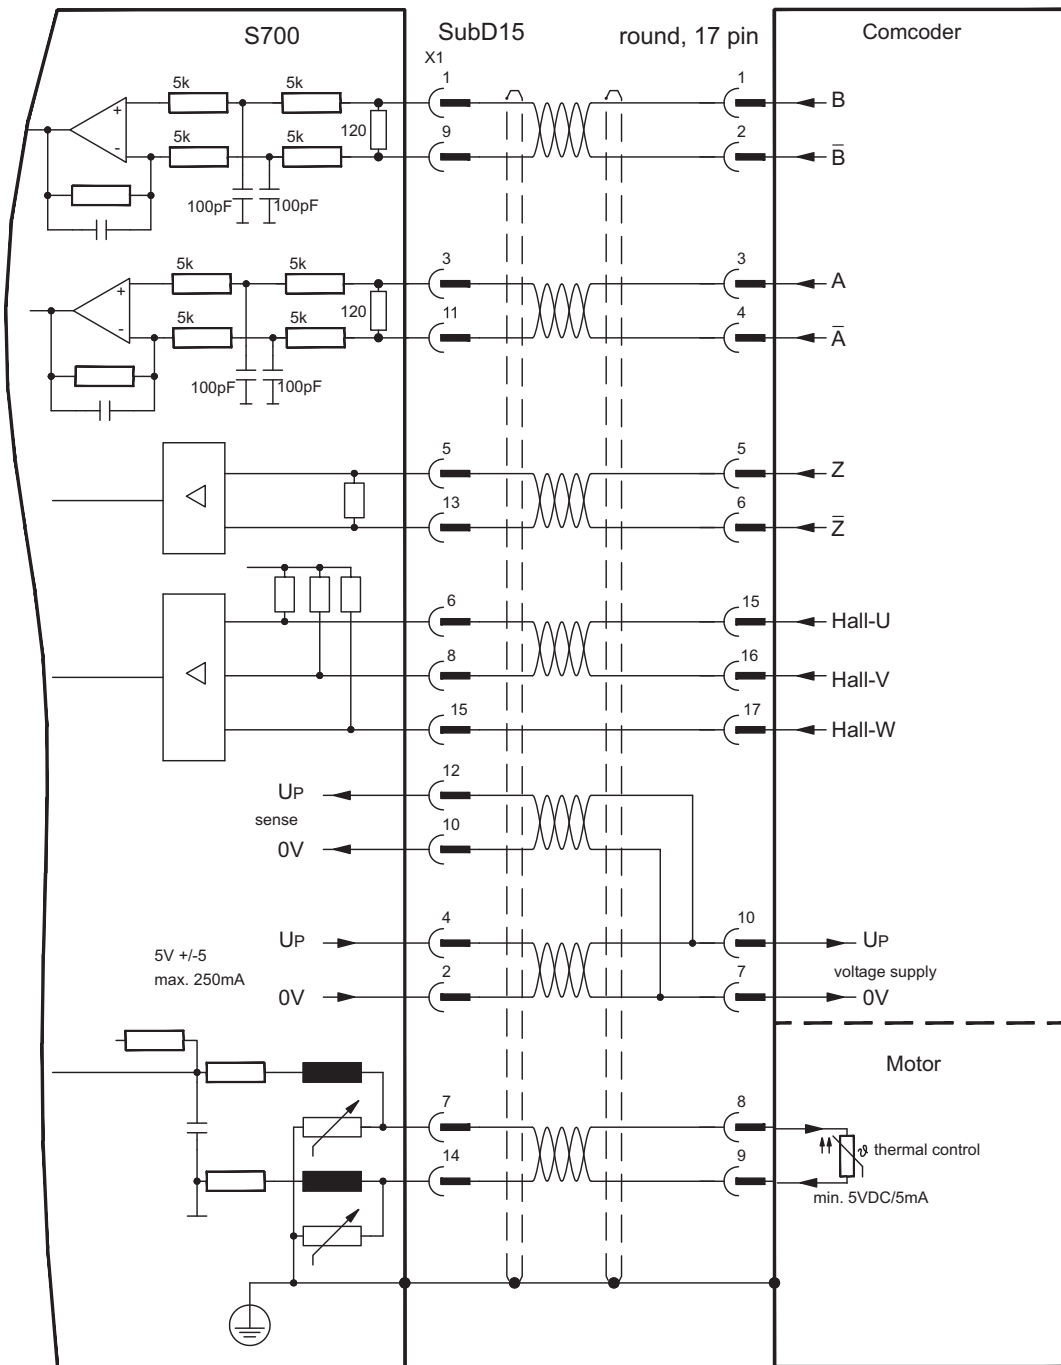 S700
SubD15
round, 17 pin
Comcoder
X1
5k
5k
1
1
B
120
5k
5k
9
2
B̅
100pF
100pF
5k
5k
3
3
A
120
5k
5k
11
4
A̅
100pF
100pF
5
5
Z
13
6
Z̅
6
15
Hall-U
8
16
Hall-V
15
17
Hall-W
UP
12
sense
0V
10
4
10
UP
UP
5V +/-5
max. 250mA
voltage supply
2
7
0V
0V
Motor
7
8
ϑ thermal control
14
9
min. 5VDC/5mA
+
-
+
-